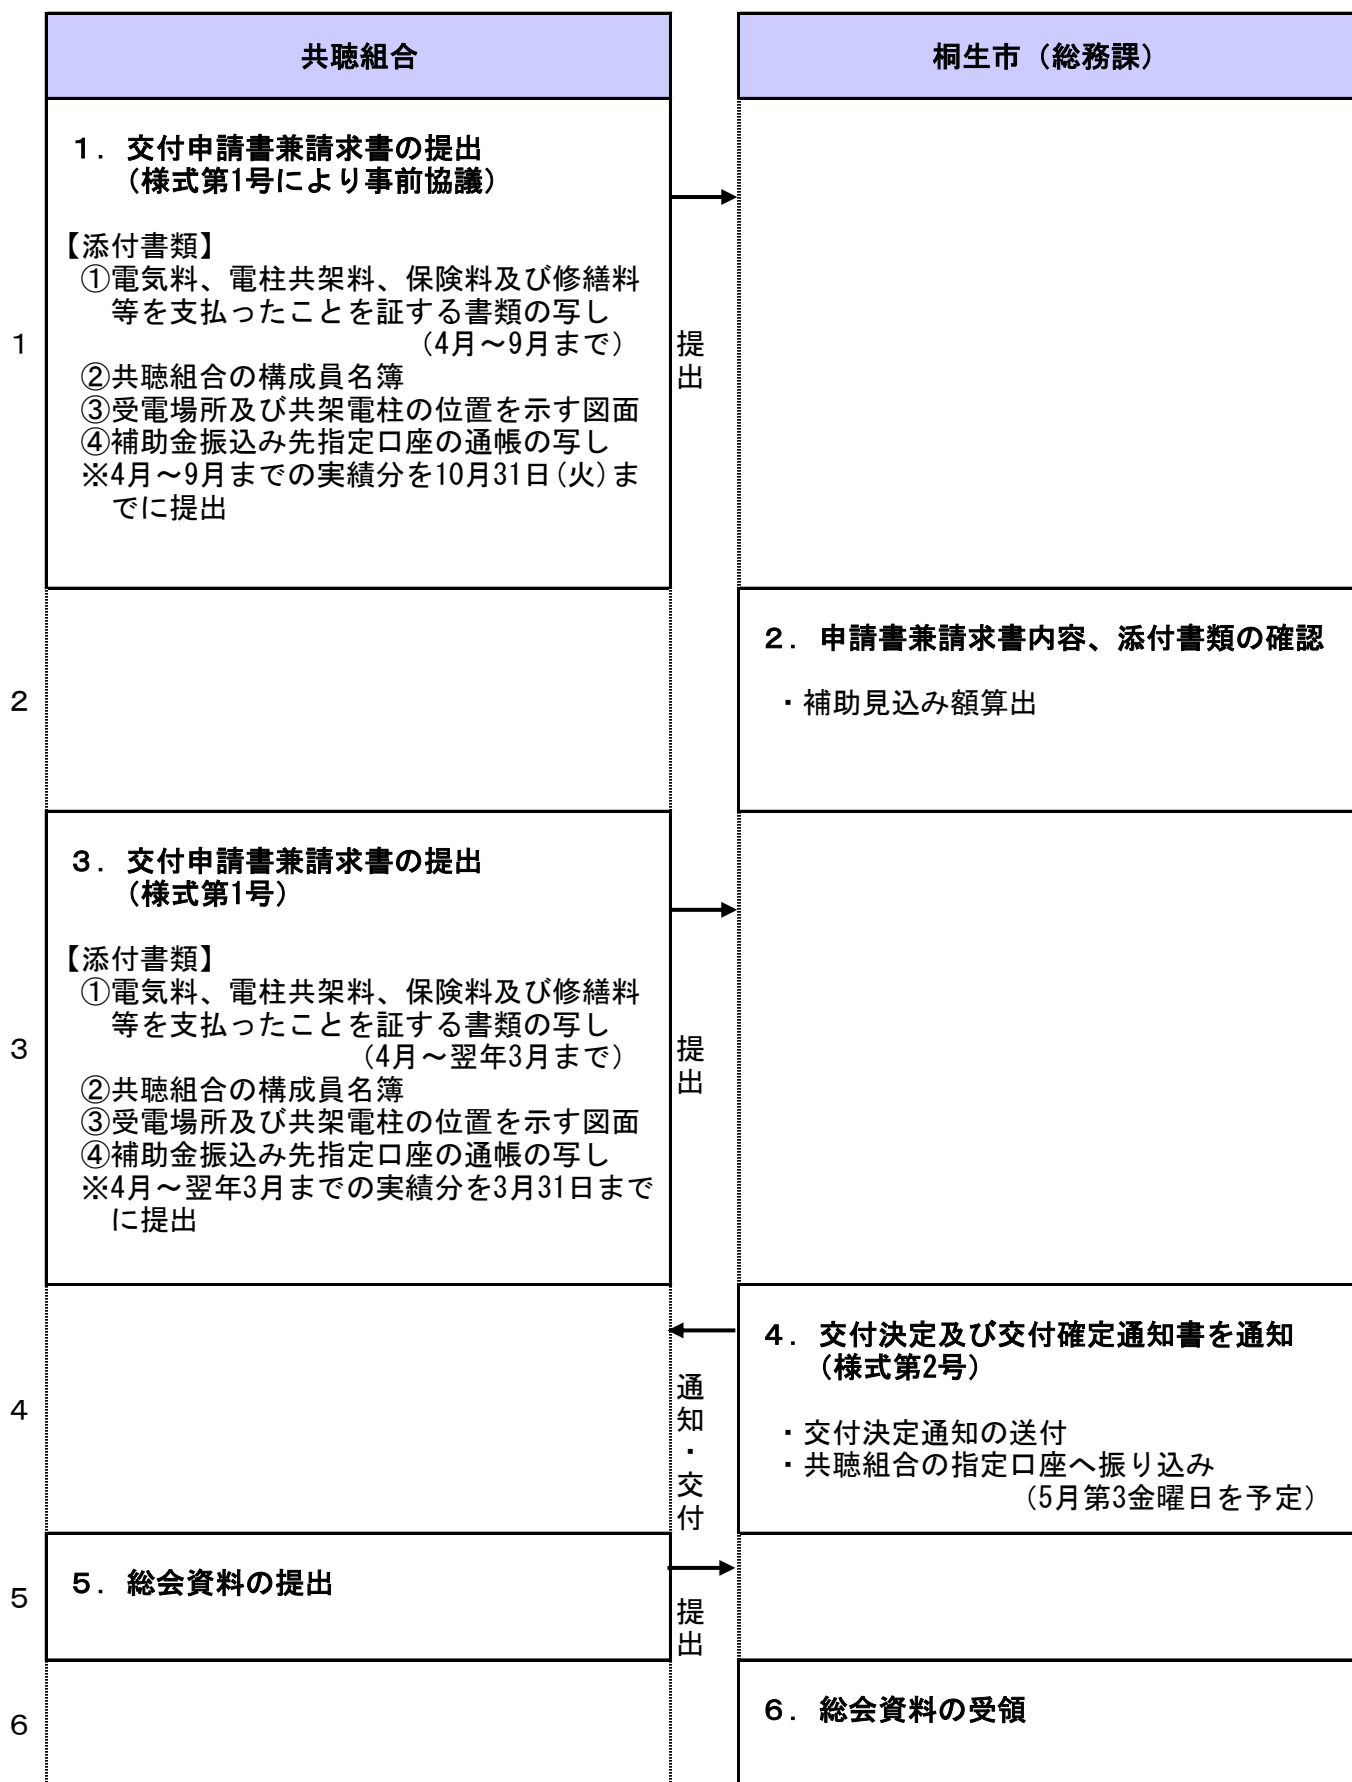 共聴組合
桐生市（総務課）
１．交付申請書兼請求書の提出
（様式第1号により事前協議）
【添付書類】
①電気料、電柱共架料、保険料及び修繕料
等を支払ったことを証する書類の写し
（4月～9月まで）
②共聴組合の構成員名簿
③受電場所及び共架電柱の位置を示す図面
④補助金振込み先指定口座の通帳の写し
※4月～9月までの実績分を10月31日(火)ま
でに提出
1
提出
２．申請書兼請求書内容、添付書類の確認
・補助見込み額算出
2
３．交付申請書兼請求書の提出
（様式第1号）
【添付書類】
①電気料、電柱共架料、保険料及び修繕料
等を支払ったことを証する書類の写し
（4月～翌年3月まで）
②共聴組合の構成員名簿
③受電場所及び共架電柱の位置を示す図面
④補助金振込み先指定口座の通帳の写し
※4月～翌年3月までの実績分を3月31日まで
に提出
3
提出
４．交付決定及び交付確定通知書を通知
（様式第2号）
・交付決定通知の送付
・共聴組合の指定口座へ振り込み
（5月第3金曜日を予定）
4
通知・交付
５．総会資料の提出
5
提出
６．総会資料の受領
6